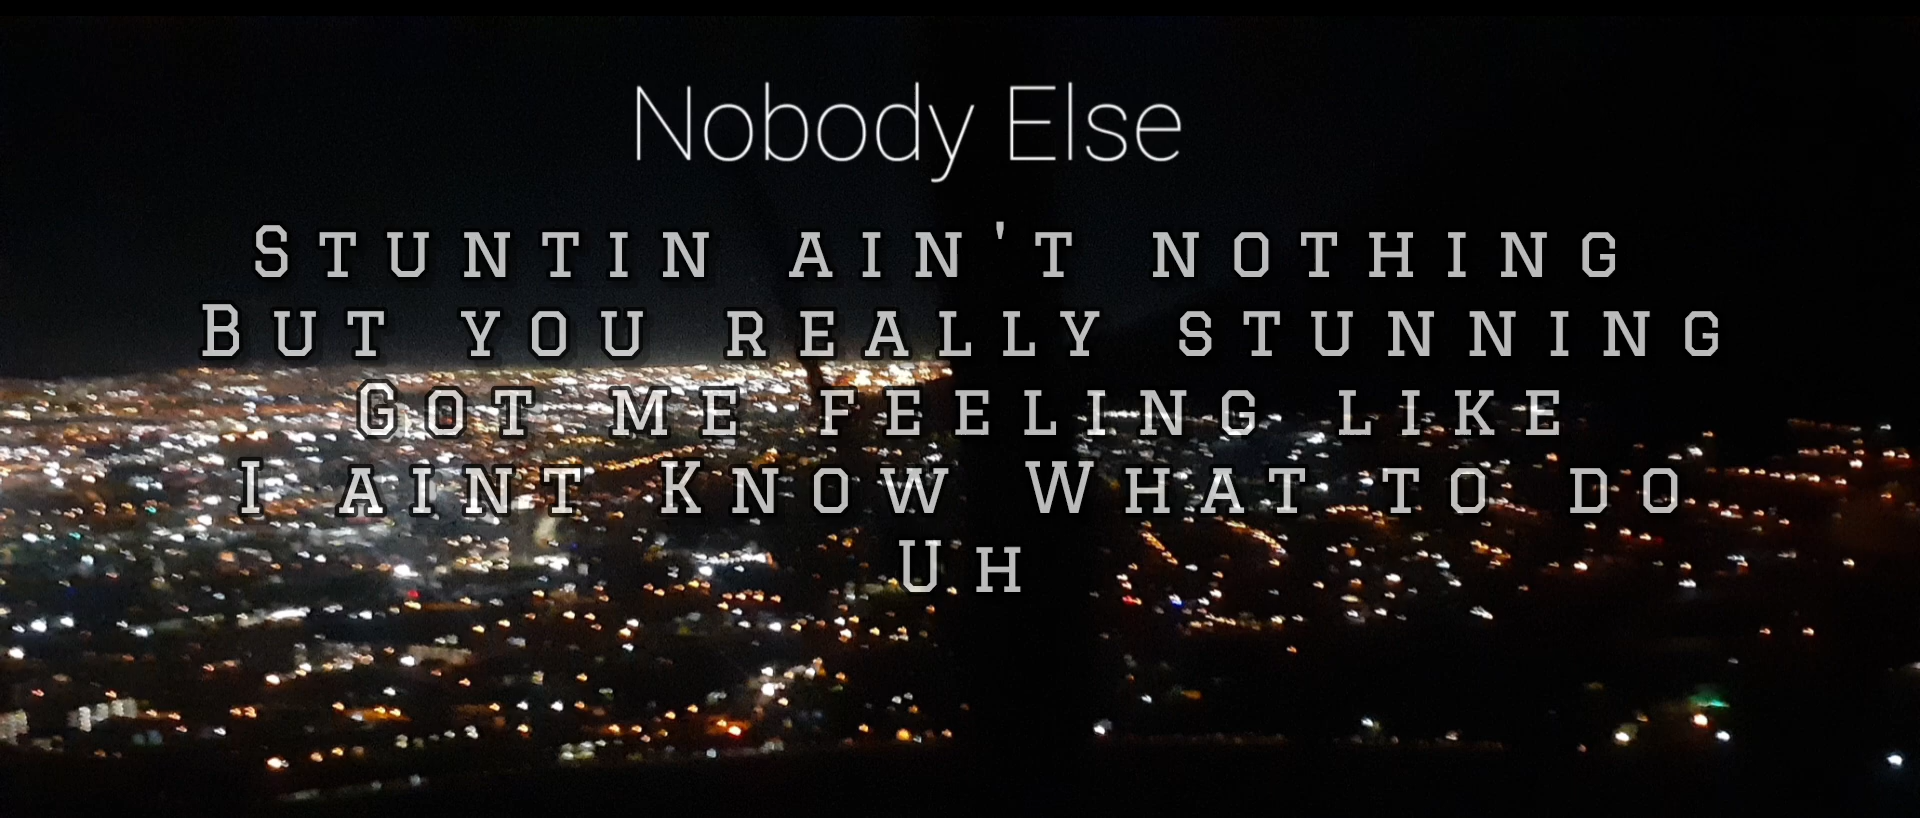 Nobody Else
Stuntin ain't nothing
But you really stunning
Got me feeling like
I aint Know What to do
Uh